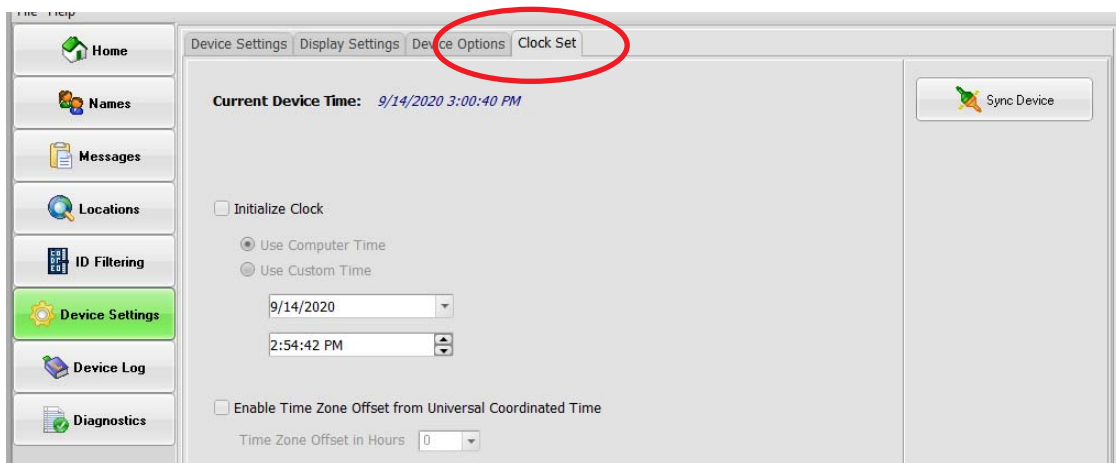 File Help
Home
Names
Messages
Locations
ID Filtering
Device Settings
Device Log
Diagnostics
Device Settings Display Settings Device Options Clock Set
Current Device Time: 9/14/2020 3:00:40 PM
Sync Device
Initialize Clock
Use Computer Time
Use Custom Time
9/14/2020
2:54:42 PM
Enable Time Zone Offset from Universal Coordinated Time
Time Zone Offset in Hours 0